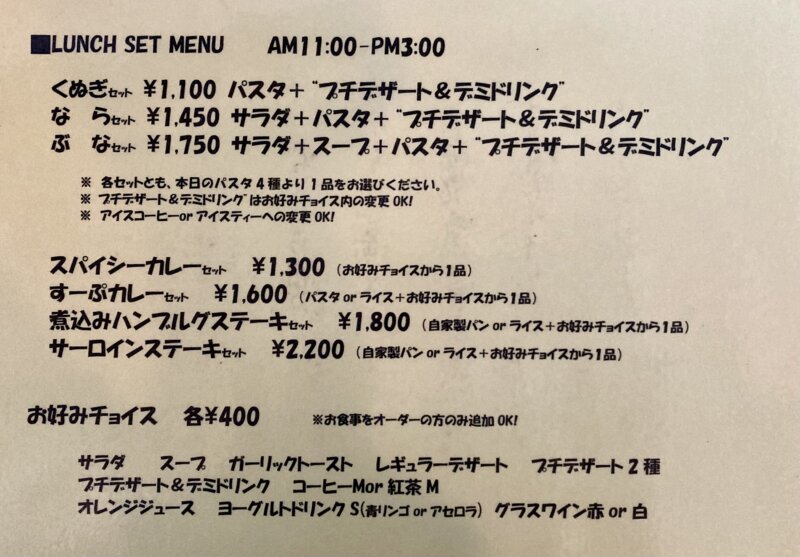 ■LUNCH SET MENU AM11:00-PM3:00
くぬぎセット ¥1,100 パスタ+“プチデザート&デミドリング”
な らセット ¥1,450 サラダ+パスタ+“プチデザート&デミドリング”
ぶ なセット ¥1,750 サラダ+スープ+パスタ+“プチデザート&デミドリング”
※ 各セットとも、本日のパスタ4種より1品をお選びください。
※ プチデザート&デミドリングはお好みチョイス内の変更OK!
※ アイスコーヒーorアイスティーへの変更OK!
スパイシーカレーセット ¥1,300 (お好みチョイスから1品)
すーぷカレーセット ¥1,600 (パスタ or ライス+お好みチョイスから1品)
煮込みハンブルグステーキセット ¥1,800 (自家製パン or ライス+お好みチョイスから1品)
サーロインステーキセット ¥2,200 (自家製パン or ライス+お好みチョイスから1品)
お好みチョイス 各¥400 ※お食事をオーダーの方のみ追加OK!
サラダ スープ ガーリックトースト レギュラーデザート プチデザート2種
プチデザート&デミドリンク コーヒーMor 紅茶 M
オレンジジュース ヨーグルトドリンク S(青リンゴ or アセロラ) グラスワイン赤 or 白